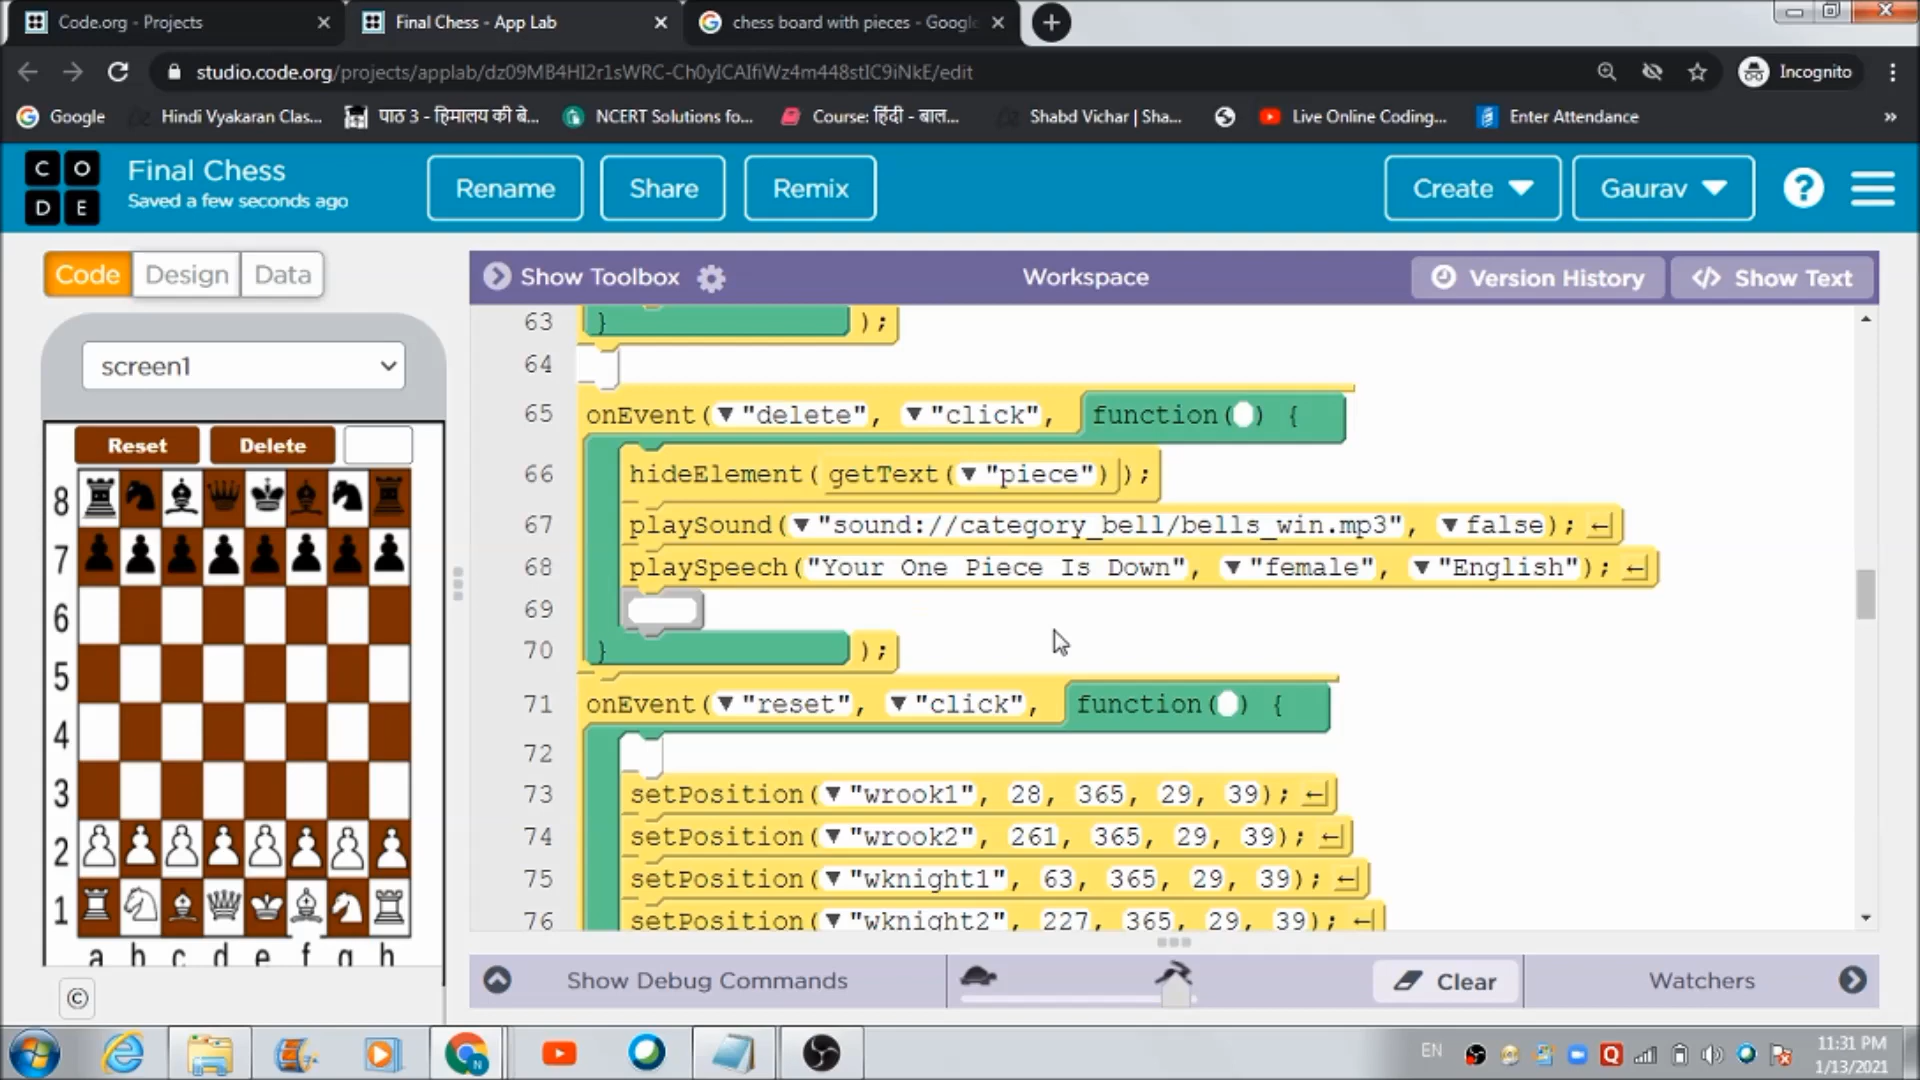 Code.org - Projects
Final Chess - App Lab
chess board with pieces - Google
studio.code.org/projects/applab/dz09MB4HI2r1sWRC-Ch0yICAIfiWz4m448stIC9iNkE/edit
Incognito
Google
Hindi Vyakaran Clas...
पाठ 3 - हिमालय की बे...
NCERT Solutions fo...
Course: हिंदी - बाल...
Shabd Vichar | Sha...
Live Online Coding...
Enter Attendance
»
C O D E
Final Chess
Saved a few seconds ago
Rename
Share
Remix
Create
Gaurav
?
Code
Design
Data
Show Toolbox
Workspace
Version History
</> Show Text
screen1
Reset
Delete
8
7
6
5
4
3
2
1
a b c d e f g h
63 } );
64
65 onEvent( "delete", "click", function( ) {
66 hideElement( getText( "piece") );
67 playSound( "sound://category_bell/bells_win.mp3", false);
68 playSpeech("Your One Piece Is Down", "female", "English");
69
70 } );
71 onEvent( "reset", "click", function( ) {
72
73 setPosition( "wrook1", 28, 365, 29, 39);
74 setPosition( "wrook2", 261, 365, 29, 39);
75 setPosition( "wknight1", 63, 365, 29, 39);
76 setPosition( "wknight2", 227, 365, 29, 39);
©
Show Debug Commands
Clear
Watchers
EN
11:31 PM
1/13/2021